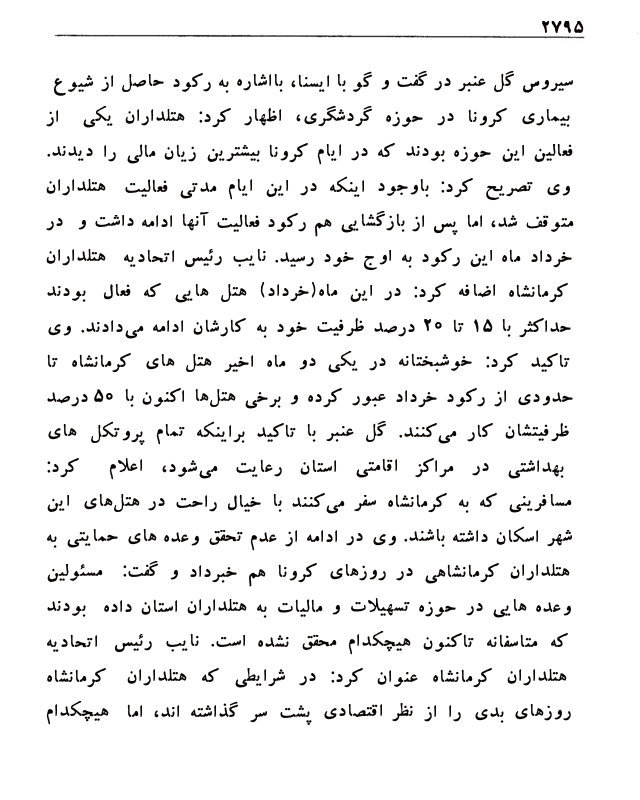 ۲۷۹۵
سیروس گل عنبر در گفت و گو با ایسنا، بااشاره به رکود حاصل از شیوع
بیماری کرونا در حوزه گردشگری، اظهار کرد: هتلداران یکی از
فعالین این حوزه بودند که در ایام کرونا بیشترین زیان مالی را دیدند.
وی تصریح کرد: باوجود اینکه در این ایام مدتی فعالیت هتلداران
متوقف شد، اما پس از بازگشایی هم رکود فعالیت آنها ادامه داشت و در
خرداد ماه این رکود به اوج خود رسید. نایب رئیس اتحادیه هتلداران
کرمانشاه اضافه کرد: در این ماه(خرداد) هتل هایی که فعال بودند
حداکثر با ۱۵ تا ۲۰ درصد ظرفیت خود به کارشان ادامه می‌دادند. وی
تاکید کرد: خوشبختانه در یکی دو ماه اخیر هتل های کرمانشاه تا
حدودی از رکود خرداد عبور کرده و برخی هتل‌ها اکنون با ۵۰ درصد
ظرفیتشان کار می‌کنند. گل عنبر با تاکید براینکه تمام پروتکل های
بهداشتی در مراکز اقامتی استان رعایت می‌شود، اعلام کرد:
مسافرینی که به کرمانشاه سفر می‌کنند با خیال راحت در هتل‌های این
شهر اسکان داشته باشند. وی در ادامه از عدم تحقق وعده های حمایتی به
هتلداران کرمانشاهی در روزهای کرونا هم خبرداد و گفت: مسئولین
وعده هایی در حوزه تسهیلات و مالیات به هتلداران استان داده بودند
که متاسفانه تاکنون هیچکدام محقق نشده است. نایب رئیس اتحادیه
هتلداران کرمانشاه عنوان کرد: در شرایطی که هتلداران کرمانشاه
روزهای بدی را از نظر اقتصادی پشت سر گذاشته اند، اما هیچکدام